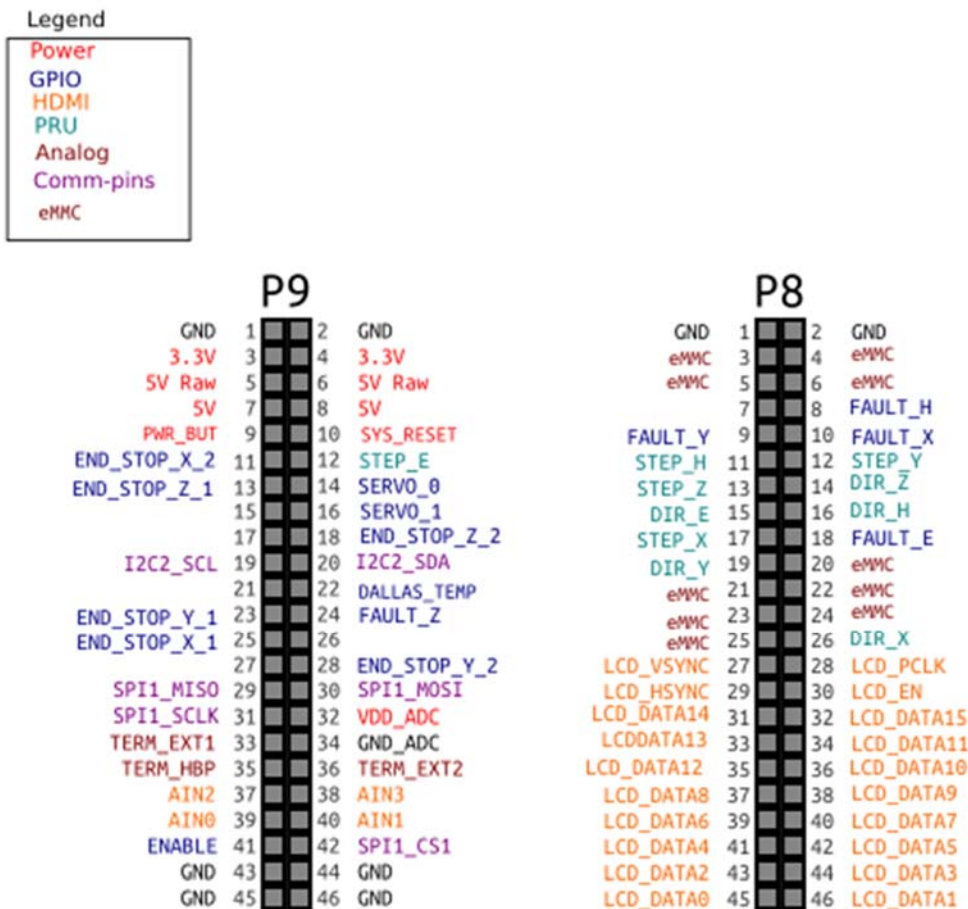 Legend
Power
GPIO
HDMI
PRU
Analog
Comm-pins
eMMC
P9 P8
GND 1 2 GND GND 1 2 GND
3.3V 3 4 3.3V eMMC 3 4 eMMC
5V Raw 5 6 5V Raw eMMC 5 6 eMMC
5V 7 8 5V 7 8 FAULT_H
PWR_BUT 9 10 SYS_RESET FAULT_Y 9 10 FAULT_X
END_STOP_X_2 11 12 STEP_E STEP_H 11 12 STEP_Y
END_STOP_Z_1 13 14 SERVO_0 STEP_Z 13 14 DIR_Z
15 16 SERVO_1 DIR_E 15 16 DIR_H
17 18 END_STOP_Z_2 STEP_X 17 18 FAULT_E
I2C2_SCL 19 20 I2C2_SDA DIR_Y 19 20 eMMC
21 22 DALLAS_TEMP eMMC 21 22 eMMC
END_STOP_Y_1 23 24 FAULT_Z eMMC 23 24 eMMC
END_STOP_X_1 25 26 eMMC 25 26 DIR_X
27 28 END_STOP_Y_2 LCD_VSYNC 27 28 LCD_PCLK
SPI1_MISO 29 30 SPI1_MOSI LCD_HSYNC 29 30 LCD_EN
SPI1_SCLK 31 32 VDD_ADC LCD_DATA14 31 32 LCD_DATA15
TERM_EXT1 33 34 GND_ADC LCDDATA13 33 34 LCD_DATA11
TERM_HBP 35 36 TERM_EXT2 LCD_DATA12 35 36 LCD_DATA10
AIN2 37 38 AIN3 LCD_DATA8 37 38 LCD_DATA9
AIN0 39 40 AIN1 LCD_DATA6 39 40 LCD_DATA7
ENABLE 41 42 SPI1_CS1 LCD_DATA4 41 42 LCD_DATA5
GND 43 44 GND LCD_DATA2 43 44 LCD_DATA3
GND 45 46 GND LCD_DATA0 45 46 LCD_DATA1